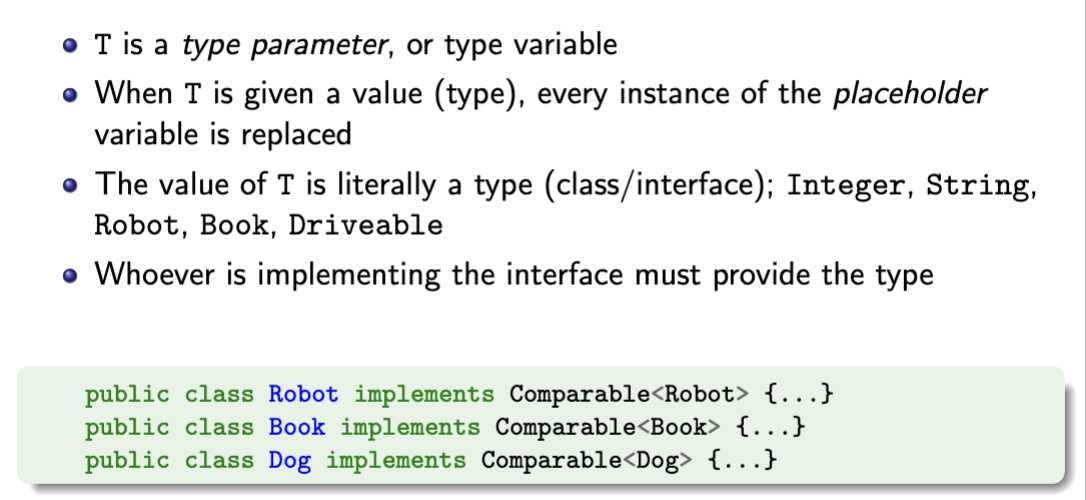 T is a type parameter, or type variable
When T is given a value (type), every instance of the placeholder
variable is replaced
The value of T is literally a type (class/interface); Integer, String,
Robot, Book, Driveable
Whoever is implementing the interface must provide the type
public class Robot implements Comparable<Robot> {...}
public class Book implements Comparable<Book> {...}
public class Dog implements Comparable<Dog> {...}